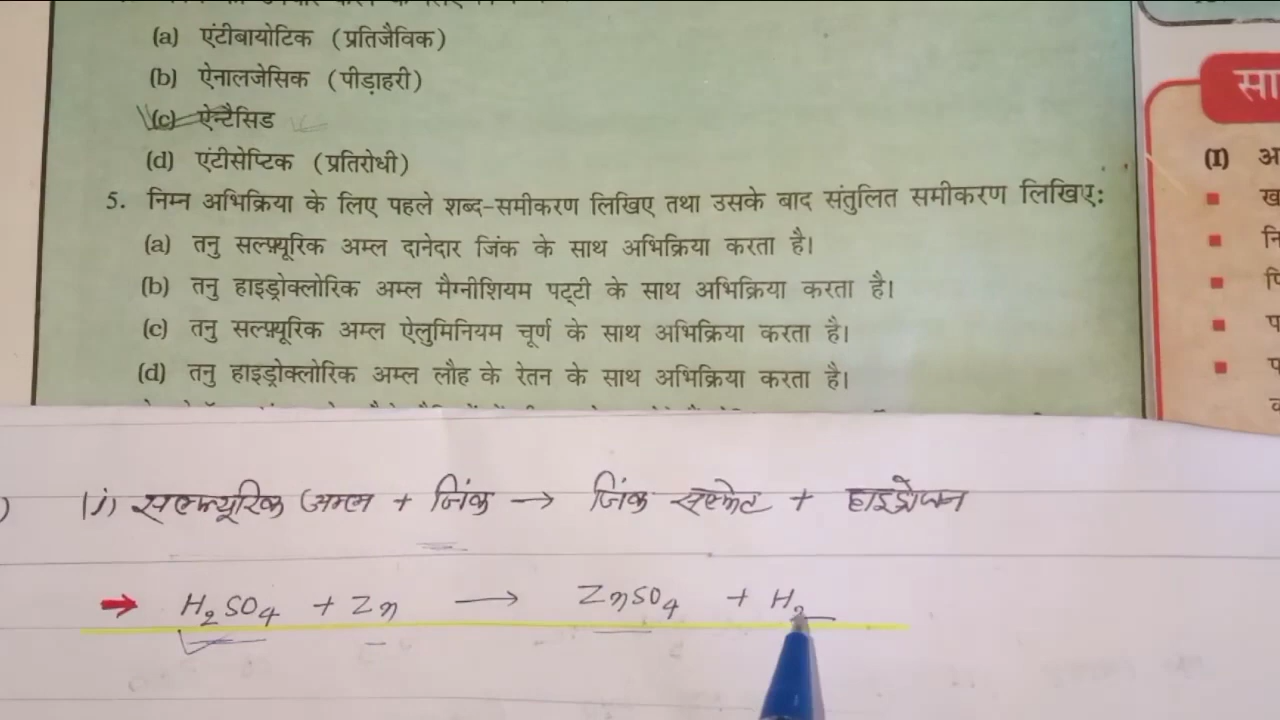 (a) एंटीबायोटिक (प्रतिजैविक)
(b) ऐनालजेसिक (पीड़ाहरी)
(c) ऐन्टैसिड
(d) एंटीसेप्टिक (प्रतिरोधी)
5. निम्न अभिक्रिया के लिए पहले शब्द-समीकरण लिखिए तथा उसके बाद संतुलित समीकरण लिखिए:
(a) तनु सल्फ़्यूरिक अम्ल दानेदार जिंक के साथ अभिक्रिया करता है।
(b) तनु हाइड्रोक्लोरिक अम्ल मैग्नीशियम पट्टी के साथ अभिक्रिया करता है।
(c) तनु सल्फ़्यूरिक अम्ल ऐलुमिनियम चूर्ण के साथ अभिक्रिया करता है।
(d) तनु हाइड्रोक्लोरिक अम्ल लौह के रेतन के साथ अभिक्रिया करता है।
सा
(I) अ
ख
नि
प
(i) सल्फ्यूरिक अम्ल + जिंक → जिंक सल्फेट + हाइड्रोजन
→ H₂SO₄ + Zn → ZnSO₄ + H₂